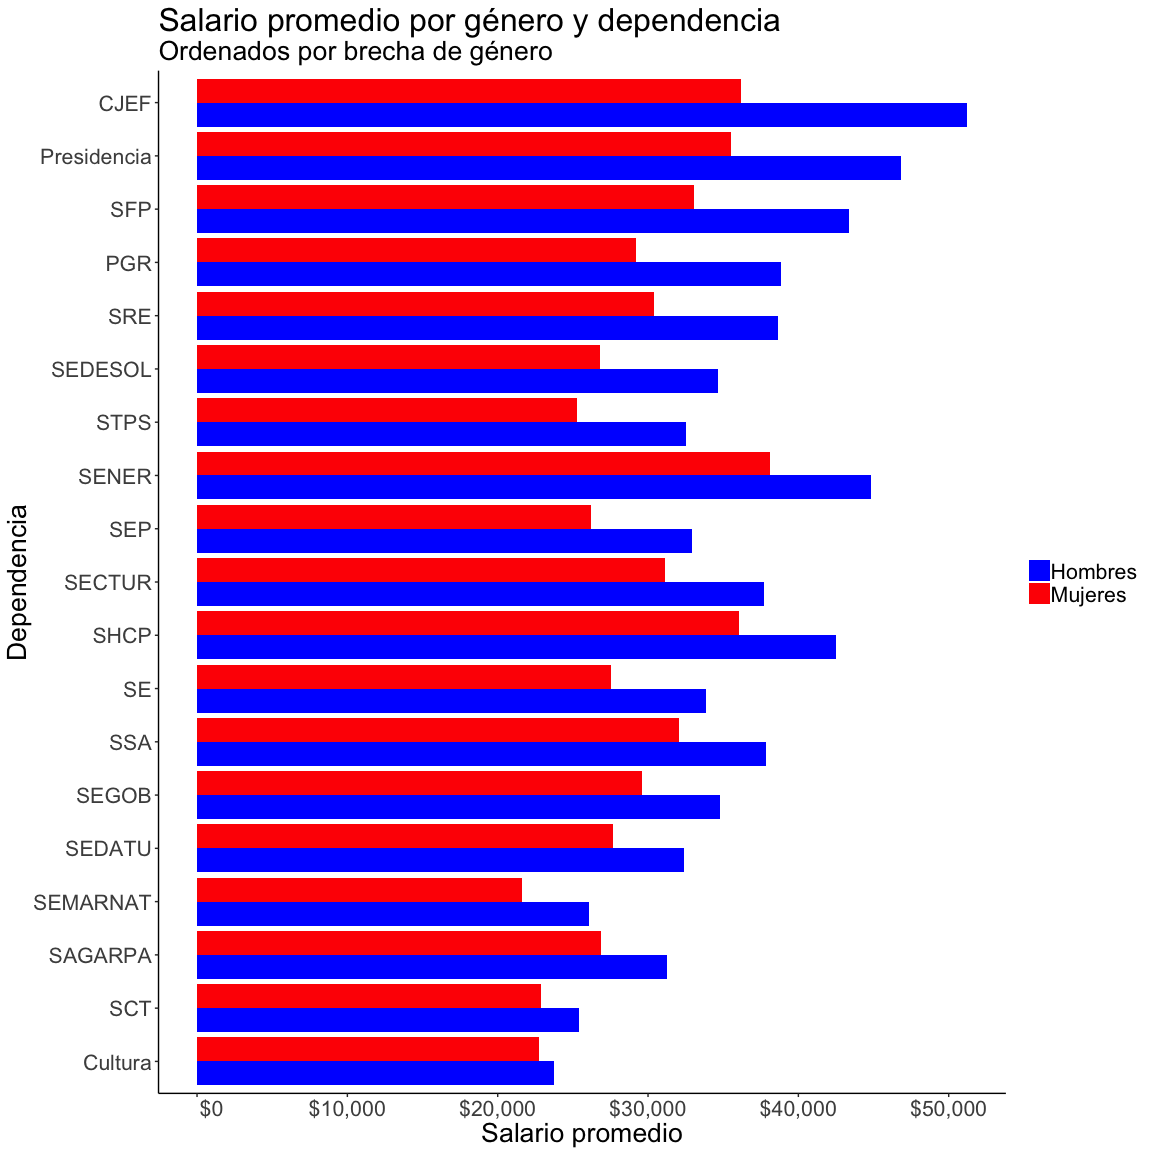 Salario promedio por género y dependencia
Ordenados por brecha de género
Dependencia
CJEF
Presidencia
SFP
PGR
SRE
SEDESOL
STPS
SENER
SEP
SECTUR
SHCP
SE
SSA
SEGOB
SEDATU
SEMARNAT
SAGARPA
SCT
Cultura
$0 $10,000 $20,000 $30,000 $40,000 $50,000
Salario promedio
Hombres
Mujeres